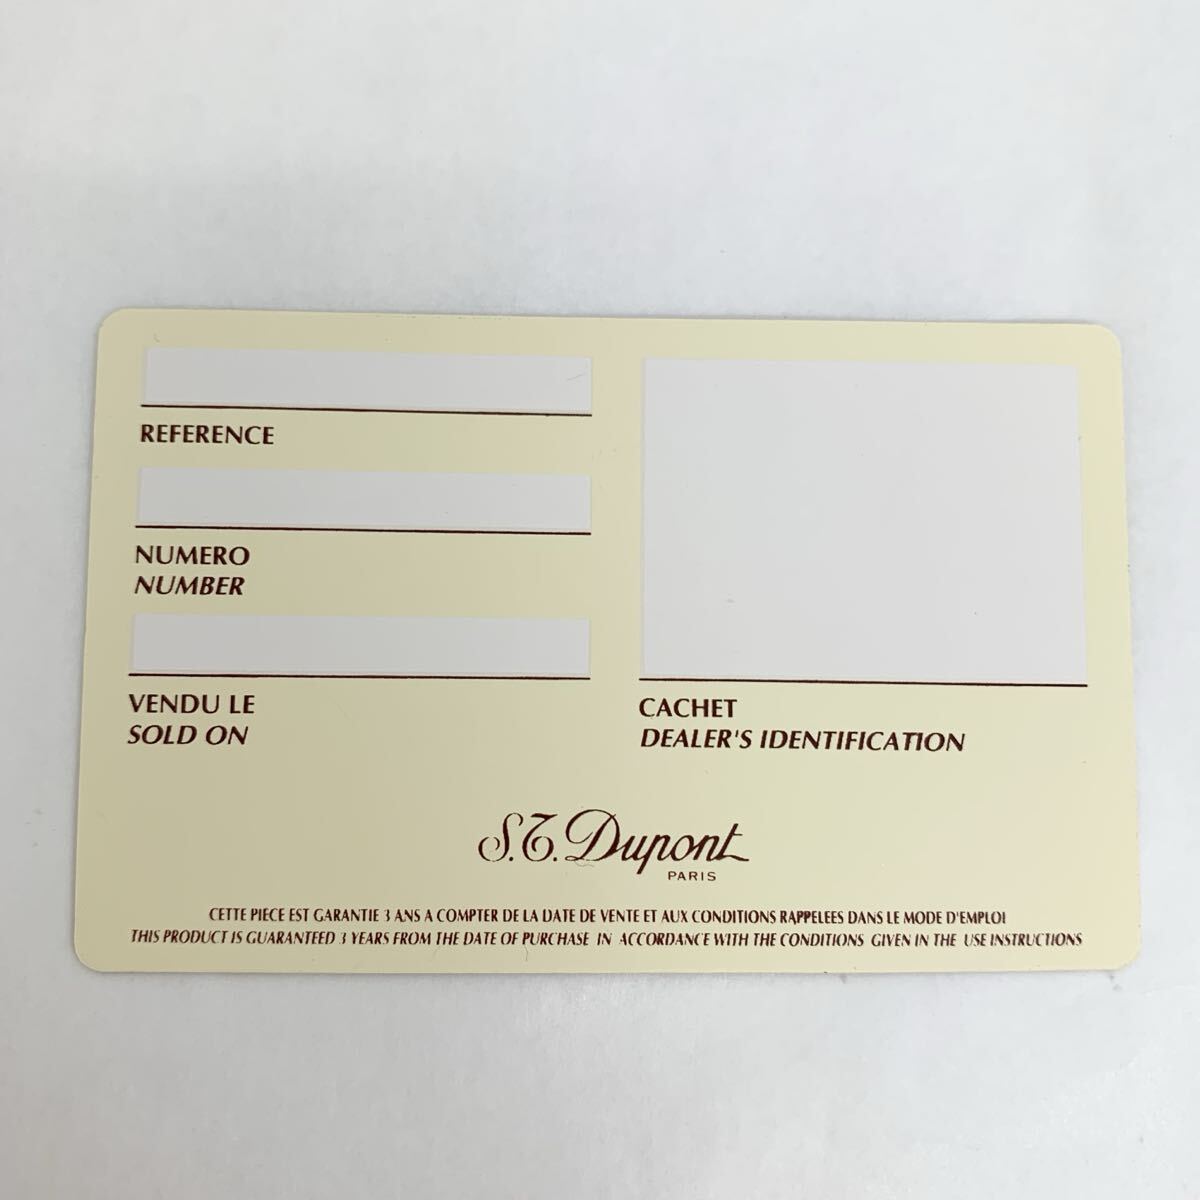 REFERENCE
NUMERO
NUMBER
VENDU LE
SOLD ON
CACHET
DEALER'S IDENTIFICATION
S.T. Dupont
PARIS
CETTE PIECE EST GARANTIE 3 ANS A COMPTER DE LA DATE DE VENTE ET AUX CONDITIONS RAPPELEES DANS LE MODE D'EMPLOI
THIS PRODUCT IS GUARANTEED 3 YEARS FROM THE DATE OF PURCHASE IN ACCORDANCE WITH THE CONDITIONS GIVEN IN THE USE INSTRUCTIONS